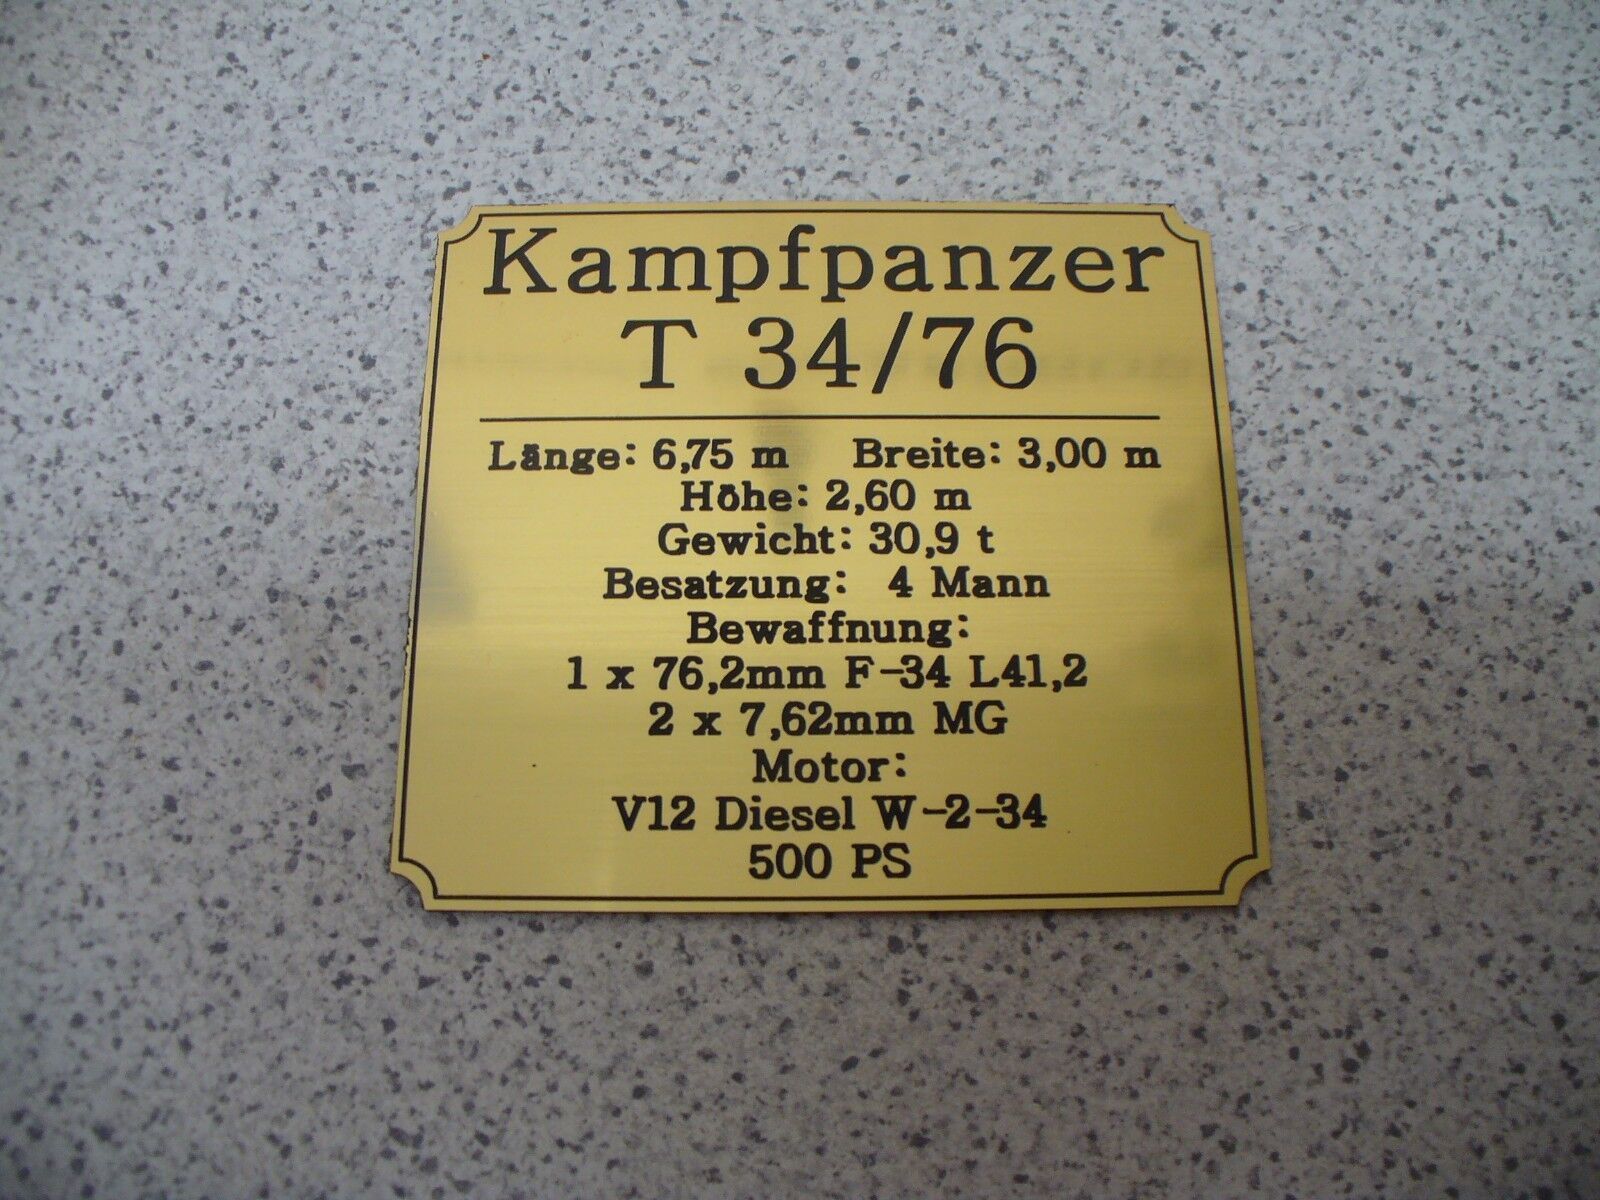 Kampfpanzer
T 34/76
Länge: 6,75 m Breite: 3,00 m
Höhe: 2,60 m
Gewicht: 30,9 t
Besatzung: 4 Mann
Bewaffnung:
1 x 76,2mm F-34 L41,2
2 x 7,62mm MG
Motor:
V12 Diesel W-2-34
500 PS